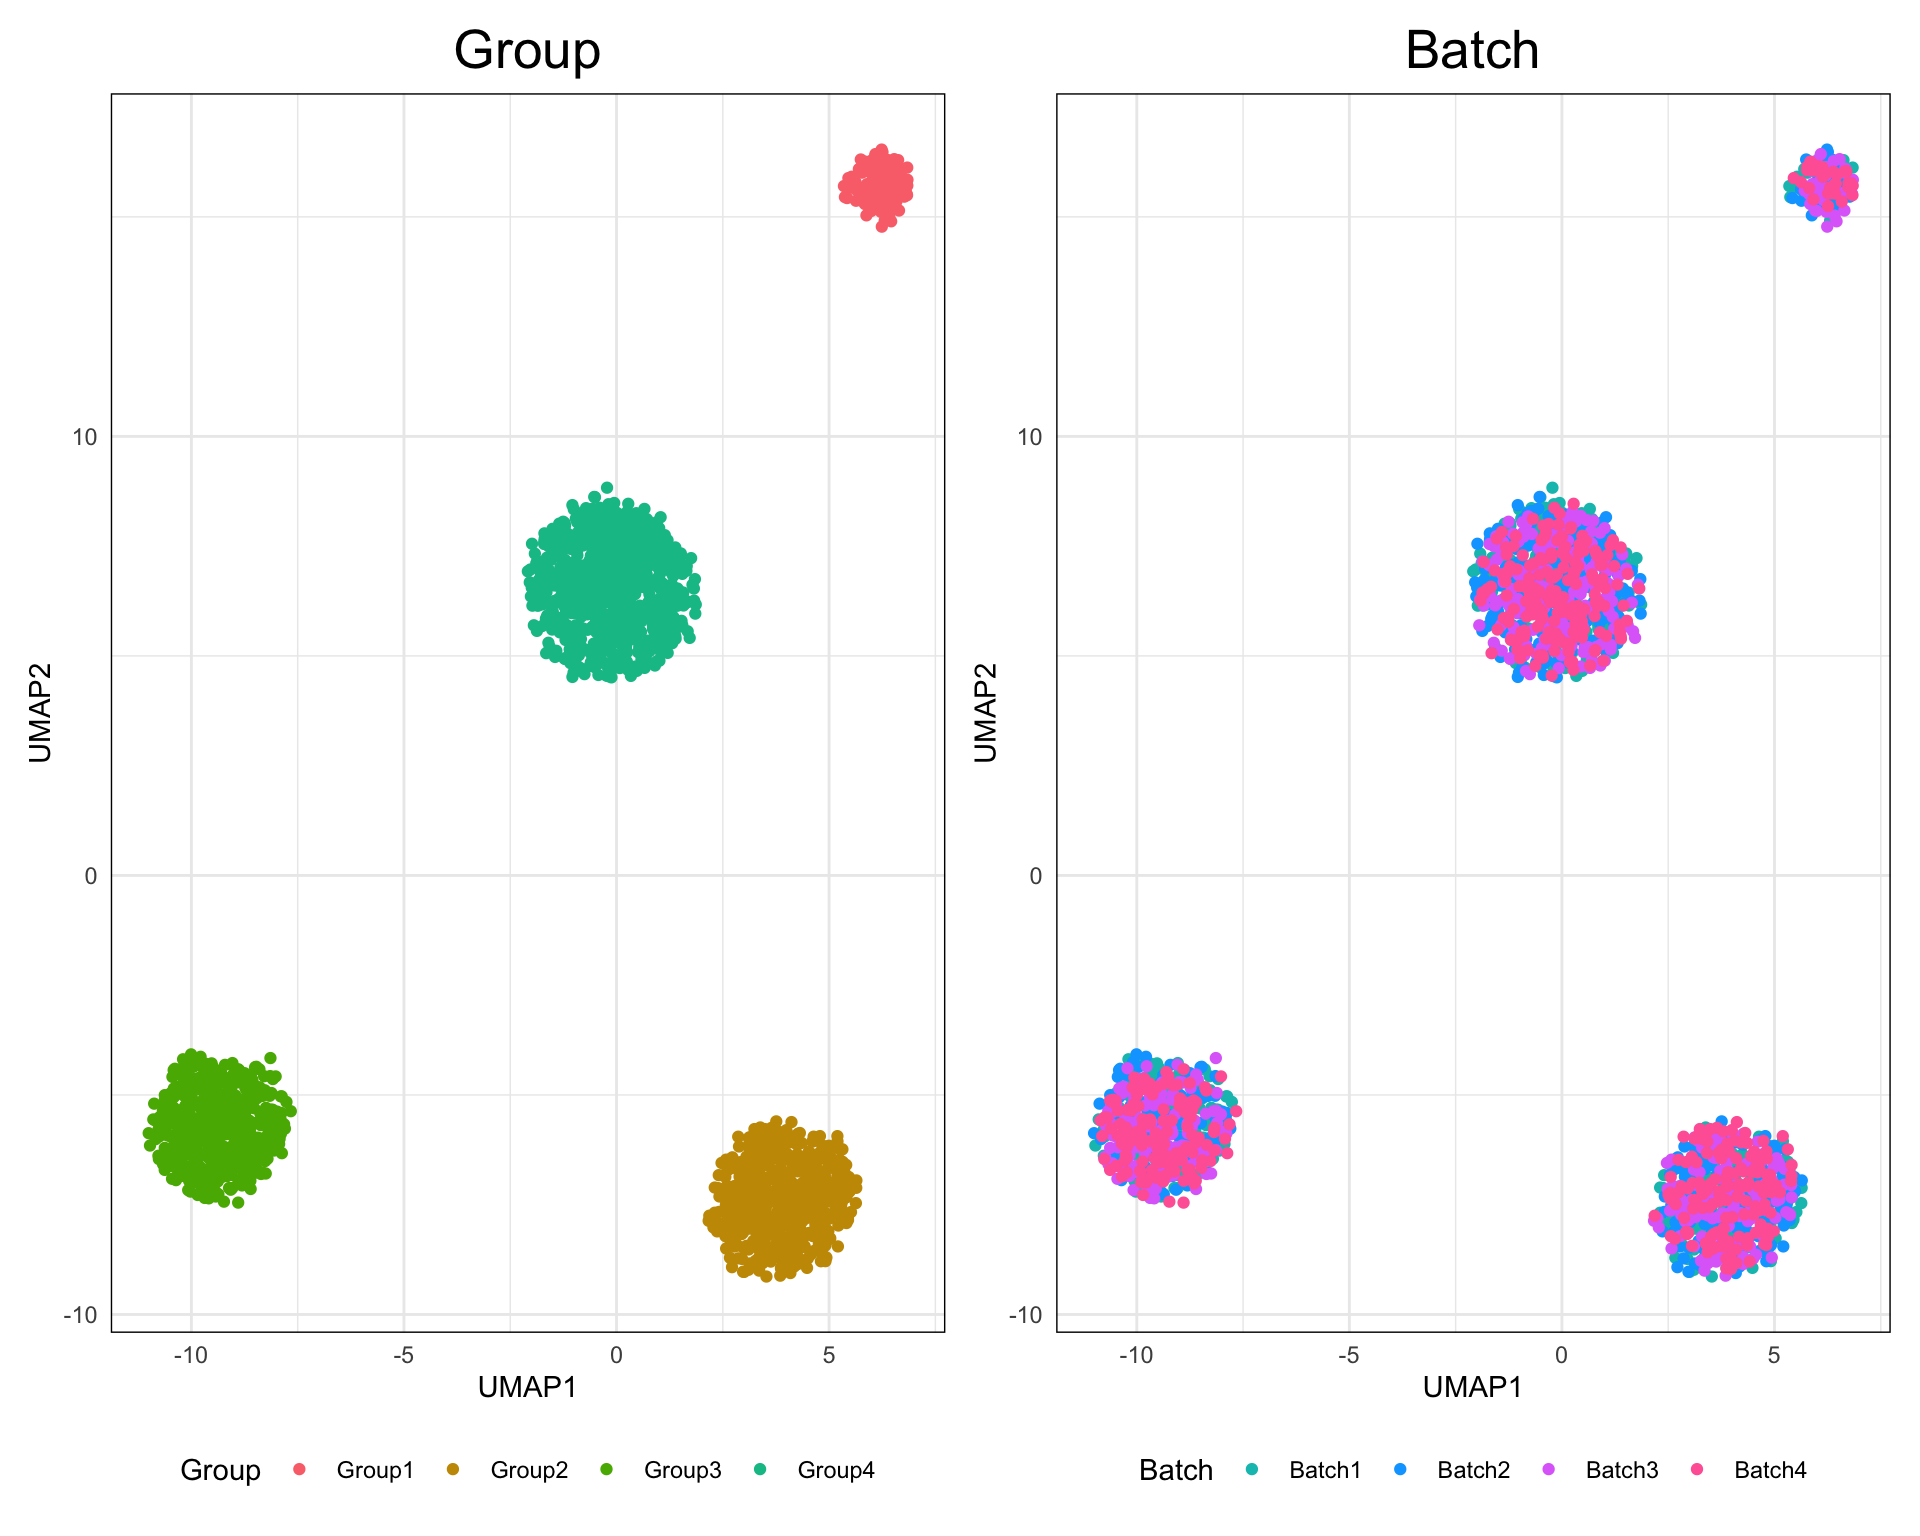 Group
Batch
10
0
-10
UMAP2
-10 -5 0 5
UMAP1
10
0
-10
UMAP2
-10 -5 0 5
UMAP1
Group Group1 Group2 Group3 Group4
Batch Batch1 Batch2 Batch3 Batch4